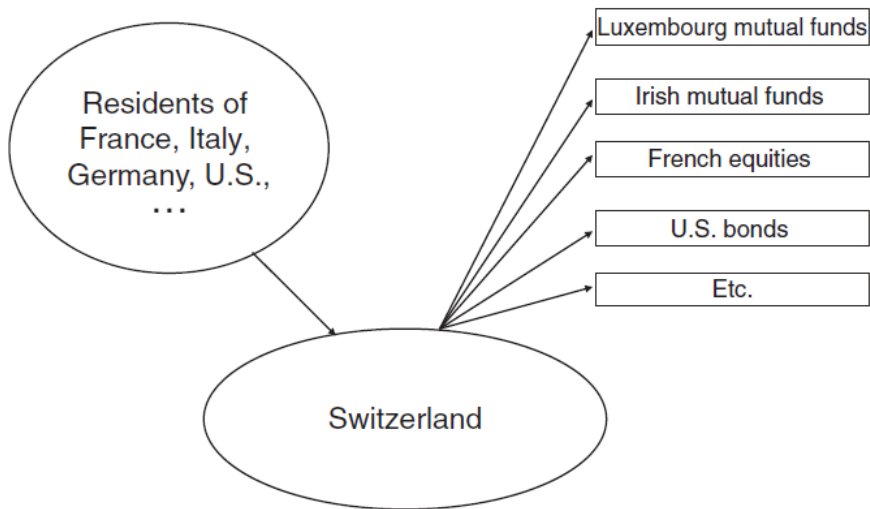 Residents of
France, Italy,
Germany, U.S.,
...
Luxembourg mutual funds
Irish mutual funds
French equities
U.S. bonds
Etc.
Switzerland